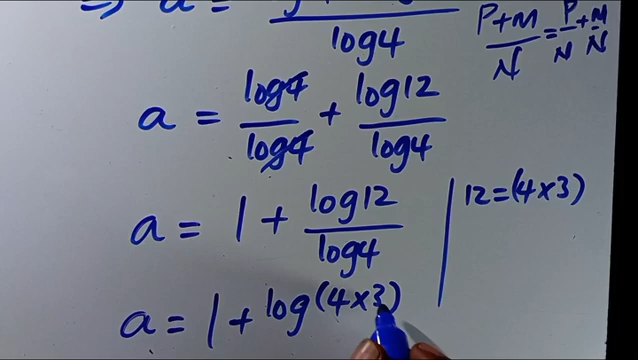 ⇒ a = 
log4
P+M/N = P/N + M/N
a = log4/log4 + log12/log4
a = 1 + log12/log4
12=(4×3)
a = 1 + log(4×3)